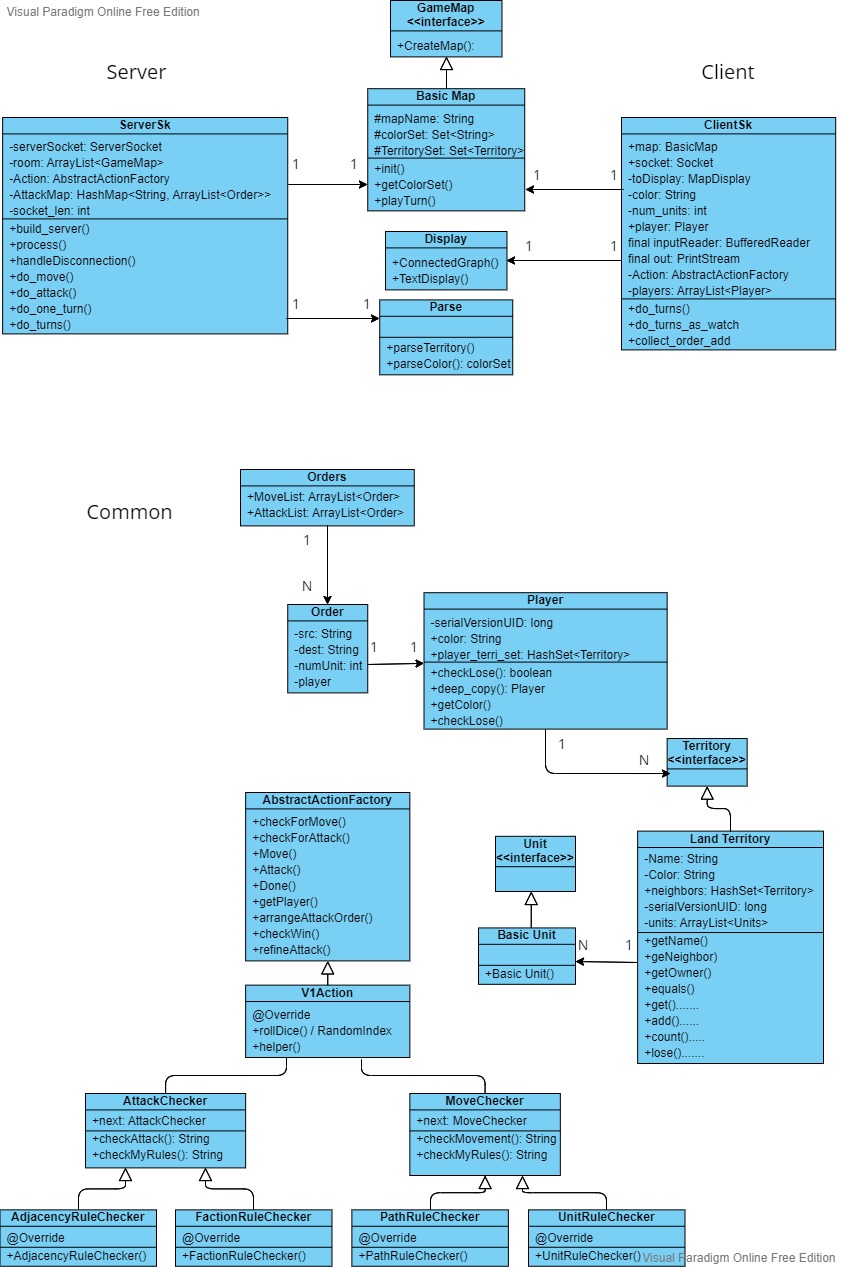 Visual Paradigm Online Free Edition
GameMap
<<interface>>
+CreateMap():
Server
Client
Basic Map
#mapName: String
#colorSet: Set<String>
#TerritorySet: Set<Territory>
+init()
+getColorSet()
+playTurn()
ServerSk
-serverSocket: ServerSocket
-room: ArrayList<GameMap>
-Action: AbstractActionFactory
-AttackMap: HashMap<String, ArrayList<Order>>
-socket_len: int
+build_server()
+process()
+handleDisconnection()
+do_move()
+do_attack()
+do_one_turn()
+do_turns()
1
1
1
1
ClientSk
+map: BasicMap
+socket: Socket
-toDisplay: MapDisplay
-color: String
-num_units: int
+player: Player
final inputReader: BufferedReader
final out: PrintStream
-Action: AbstractActionFactory
-players: ArrayList<Player>
+do_turns()
+do_turns_as_watch
+collect_order_add
Display
+ConnectedGraph()
+TextDisplay()
1
1
1
1
Parse
+parseTerritory()
+parseColor(): colorSet
Common
Orders
+MoveList: ArrayList<Order>
+AttackList: ArrayList<Order>
1
N
Order
-src: String
-dest: String
-numUnit: int
-player
1
1
Player
-serialVersionUID: long
+color: String
+player_terri_set: HashSet<Territory>
+checkLose(): boolean
+deep_copy(): Player
+getColor()
+checkLose()
1
N
Territory
<<interface>>
AbstractActionFactory
+checkForMove()
+checkForAttack()
+Move()
+Attack()
+Done()
+getPlayer()
+arrangeAttackOrder()
+checkWin()
+refineAttack()
Unit
<<interface>>
Land Territory
-Name: String
-Color: String
+neighbors: HashSet<Territory>
-serialVersionUID: long
-units: ArrayList<Units>
+getName()
+geNeighbor)
+getOwner()
+equals()
+get().......
+add()......
+count().....
+lose().......
Basic Unit
+Basic Unit()
N
1
V1Action
@Override
+rollDice() / RandomIndex
+helper()
AttackChecker
+next: AttackChecker
+checkAttack(): String
+checkMyRules(): String
MoveChecker
+next: MoveChecker
+checkMovement(): String
+checkMyRules(): String
AdjacencyRuleChecker
@Override
+AdjacencyRuleChecker()
FactionRuleChecker
@Override
+FactionRuleChecker()
PathRuleChecker
@Override
+PathRuleChecker()
UnitRuleChecker
@Override
+UnitRuleChecker()
Visual Paradigm Online Free Edition